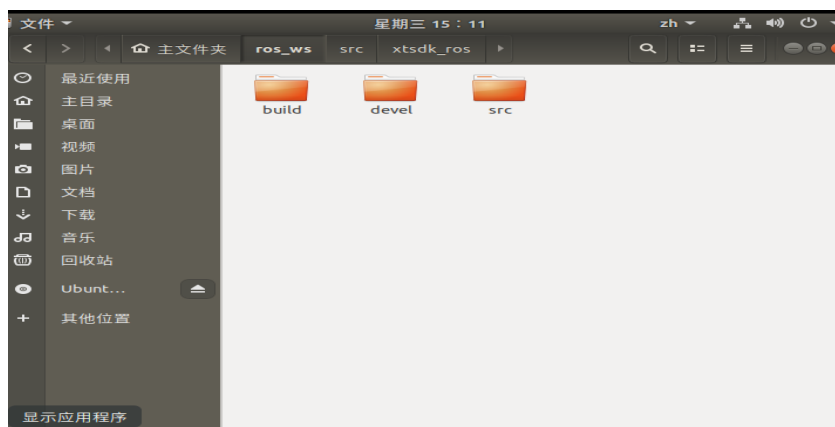 文件
星期三 15：11
zh
主文件夹 ros_ws src xtsdk_ros
最近使用
主目录
桌面
视频
图片
文档
下载
音乐
回收站
Ubunt...
其他位置
build devel src
显示应用程序